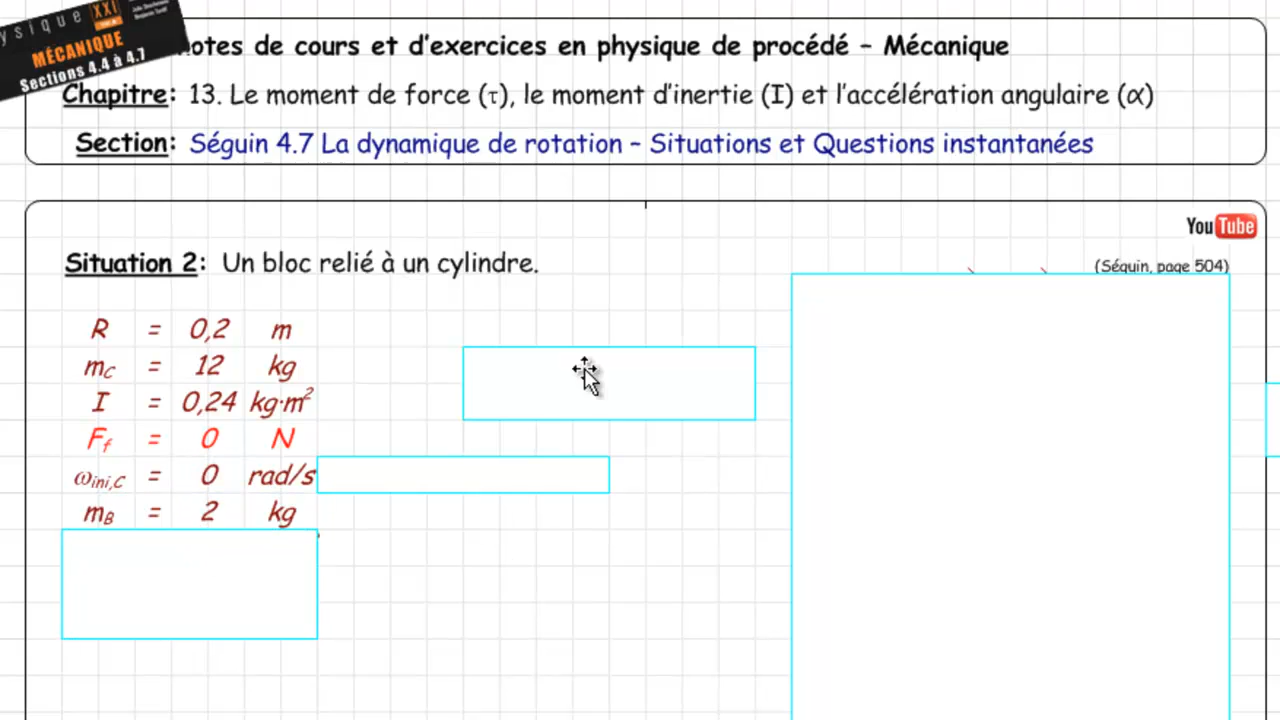 ysique XXI
MÉCANIQUE
Sections 4.4 à 4.7
notes de cours et d'exercices en physique de procédé – Mécanique
Chapitre: 13. Le moment de force (τ), le moment d'inertie (I) et l'accélération angulaire (α)
Section: Séguin 4.7 La dynamique de rotation – Situations et Questions instantanées
YouTube
Situation 2: Un bloc relié à un cylindre.
(Séguin, page 504)
R = 0,2 m
mC = 12 kg
I = 0,24 kg·m²
Ff = 0 N
ωini,C = 0 rad/s
mB = 2 kg